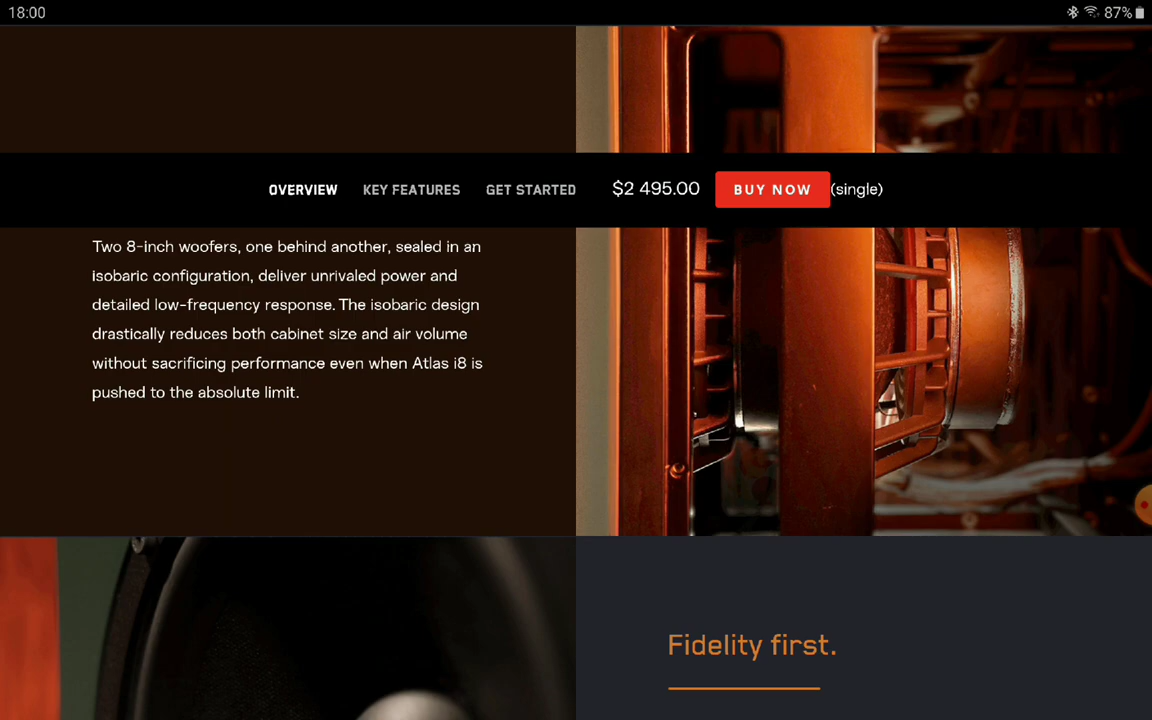 18:00
87%
OVERVIEW KEY FEATURES GET STARTED $2 495.00 BUY NOW (single)
Two 8-inch woofers, one behind another, sealed in an
isobaric configuration, deliver unrivaled power and
detailed low-frequency response. The isobaric design
drastically reduces both cabinet size and air volume
without sacrificing performance even when Atlas i8 is
pushed to the absolute limit.
Fidelity first.